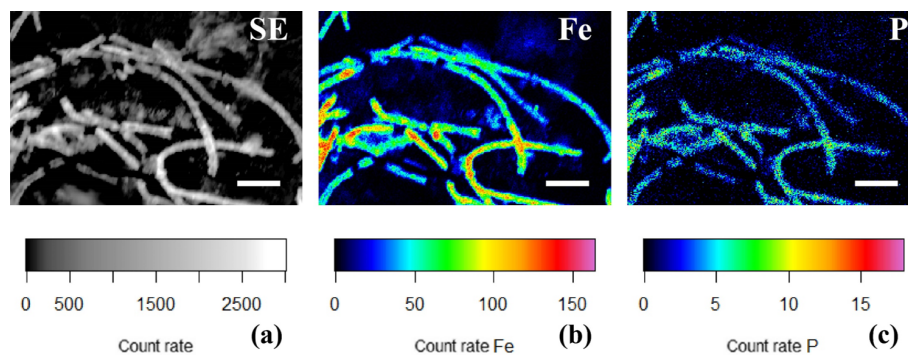 SE
Fe
P
0 500 1500 2500
0 50 100 150
0 5 10 15
Count rate (a)
Count rate Fe (b)
Count rate P (c)